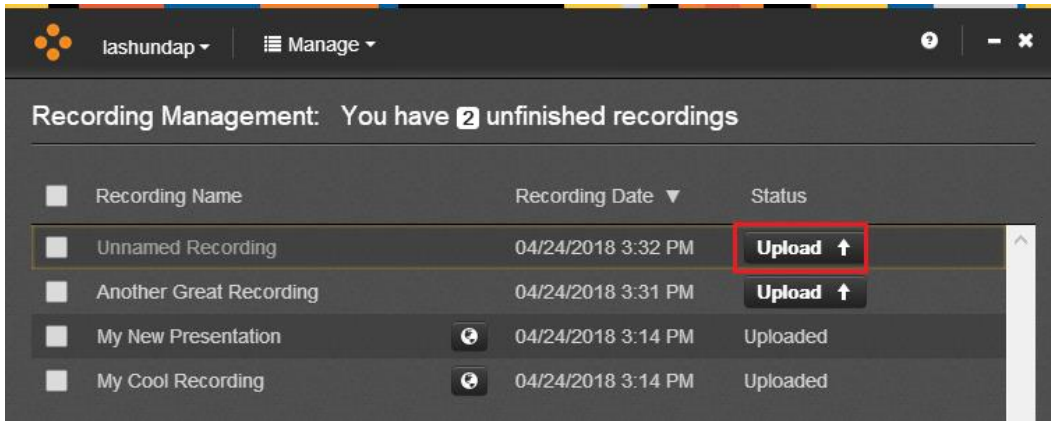 lashundap Manage
Recording Management: You have 2 unfinished recordings
Recording Name Recording Date ▼ Status
Unnamed Recording 04/24/2018 3:32 PM Upload
Another Great Recording 04/24/2018 3:31 PM Upload
My New Presentation 04/24/2018 3:14 PM Uploaded
My Cool Recording 04/24/2018 3:14 PM Uploaded